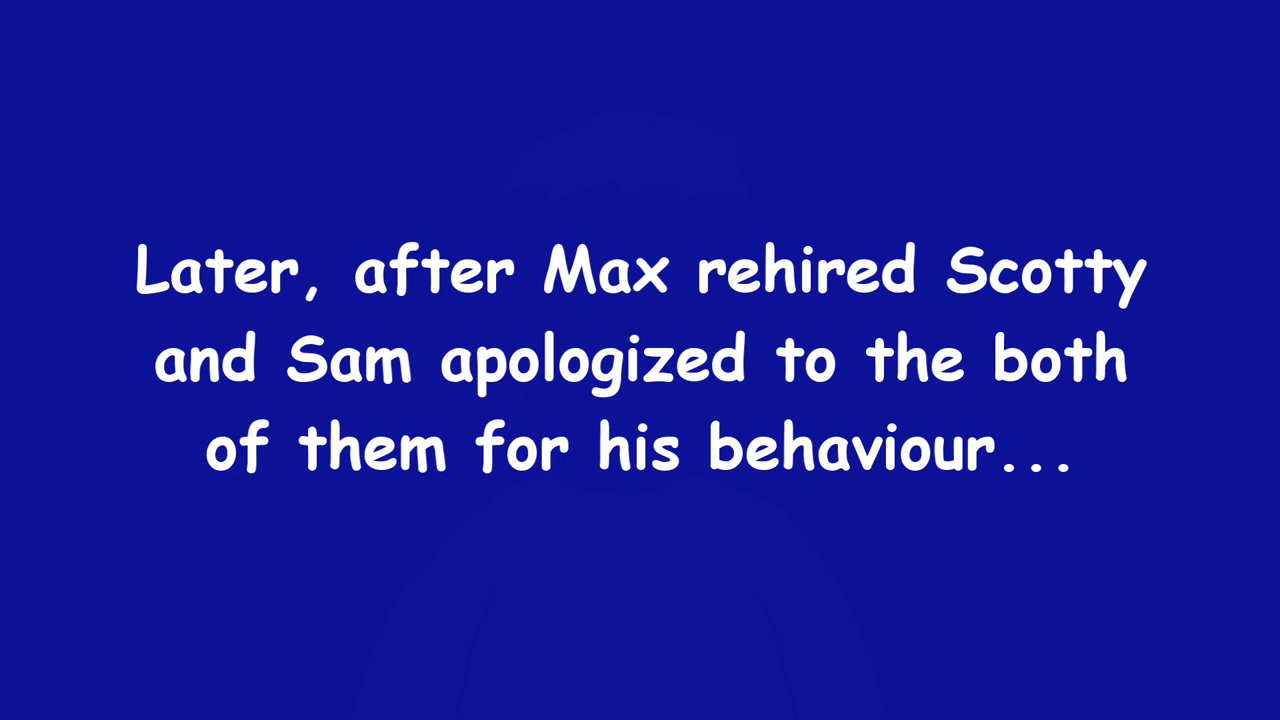 Later, after Max rehired Scotty
and Sam apologized to the both
of them for his behaviour...